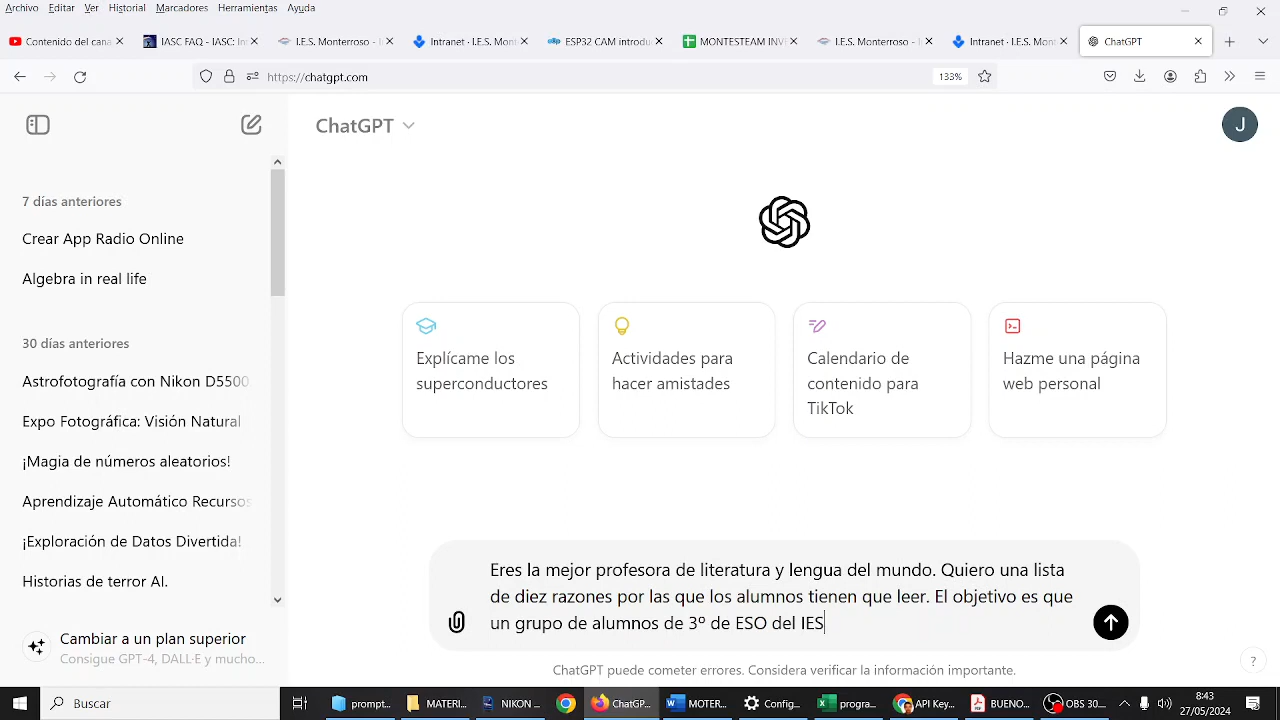 Archivo Editar Ver Historial Marcadores Herramientas Ayuda
Contenido del cana
IASC FAQ - IASC: In
I.E.S. Monterroso - I
Intranet · I.E.S. Mont
ESP32 CAM introdu
MONTESTEAM INV
I.E.S. Monterroso - I
Intranet · I.E.S. Mont
ChatGPT
https://chatgpt.com
133%
ChatGPT
J
7 días anteriores
Crear App Radio Online
Algebra in real life
30 días anteriores
Astrofotografía con Nikon D5500
Expo Fotográfica: Visión Natural
¡Magia de números aleatorios!
Aprendizaje Automático Recursos
¡Exploración de Datos Divertida!
Historias de terror AI.
Cambiar a un plan superior
Consigue GPT-4, DALL·E y mucho...
Explícame los
superconductores
Actividades para
hacer amistades
Calendario de
contenido para
TikTok
Hazme una página
web personal
Eres la mejor profesora de literatura y lengua del mundo. Quiero una lista
de diez razones por las que los alumnos tienen que leer. El objetivo es que
un grupo de alumnos de 3º de ESO del IES
ChatGPT puede cometer errores. Considera verificar la información importante.
?
Buscar
prompt...
MATERI...
NIKON ...
ChatGP...
MOTER...
Config...
progra...
API Key...
BUENO...
OBS 30...
8:43
27/05/2024